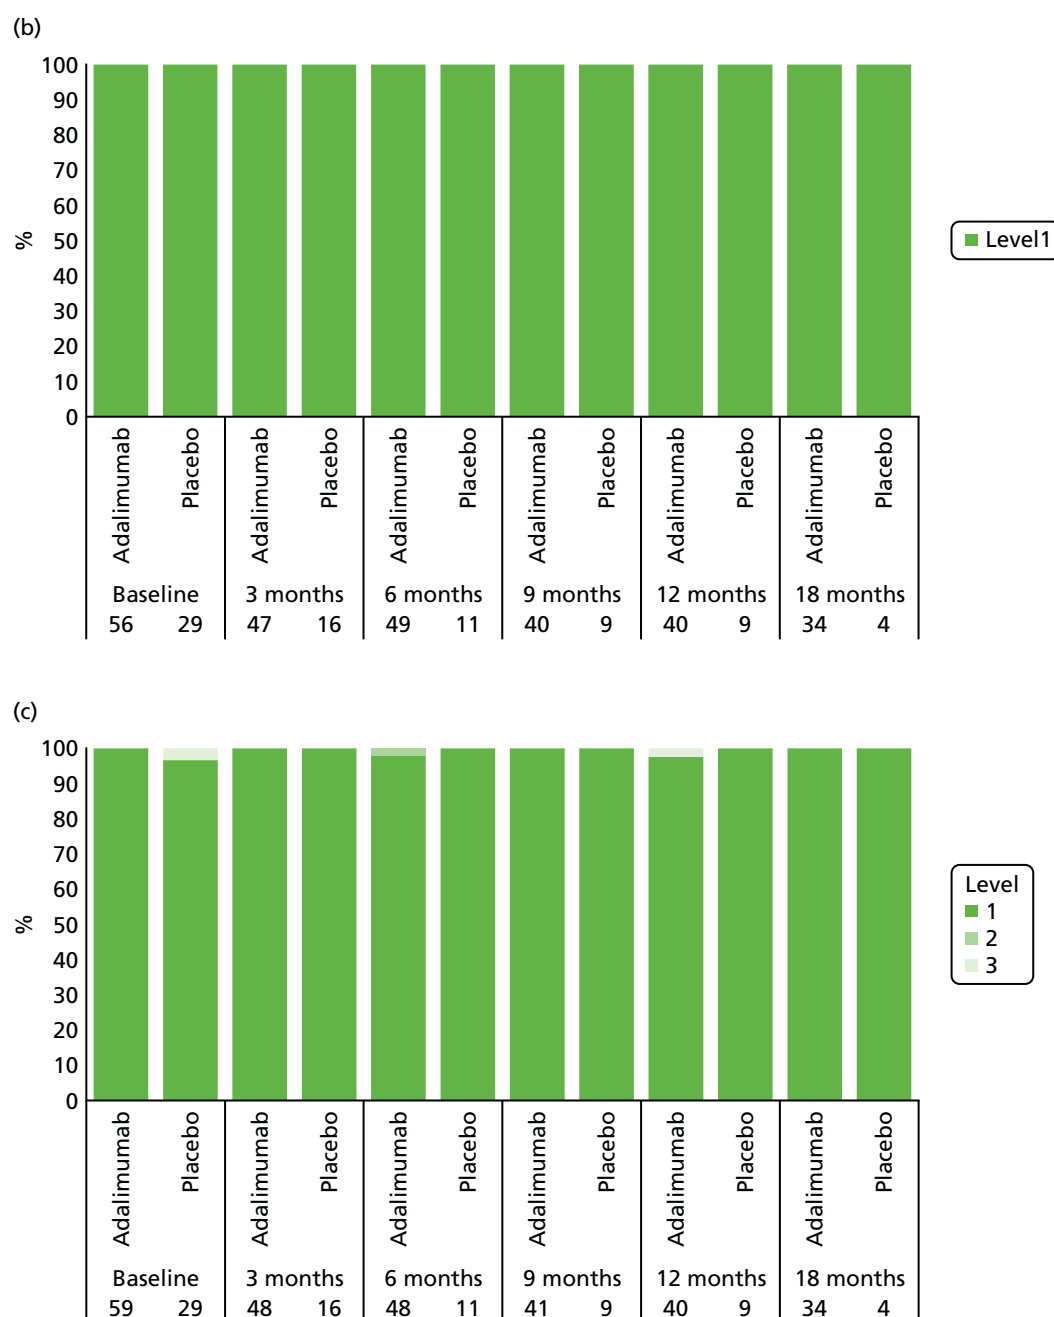 (b)
100
90
80
70
60
50
40
30
20
10
0
%
Level1
Adalimumab Placebo Adalimumab Placebo Adalimumab Placebo Adalimumab Placebo Adalimumab Placebo Adalimumab Placebo
Baseline 3 months 6 months 9 months 12 months 18 months
56 29 47 16 49 11 40 9 40 9 34 4
(c)
100
90
80
70
60
50
40
30
20
10
0
%
Level
1
2
3
Adalimumab Placebo Adalimumab Placebo Adalimumab Placebo Adalimumab Placebo Adalimumab Placebo Adalimumab Placebo
Baseline 3 months 6 months 9 months 12 months 18 months
59 29 48 16 48 11 41 9 40 9 34 4